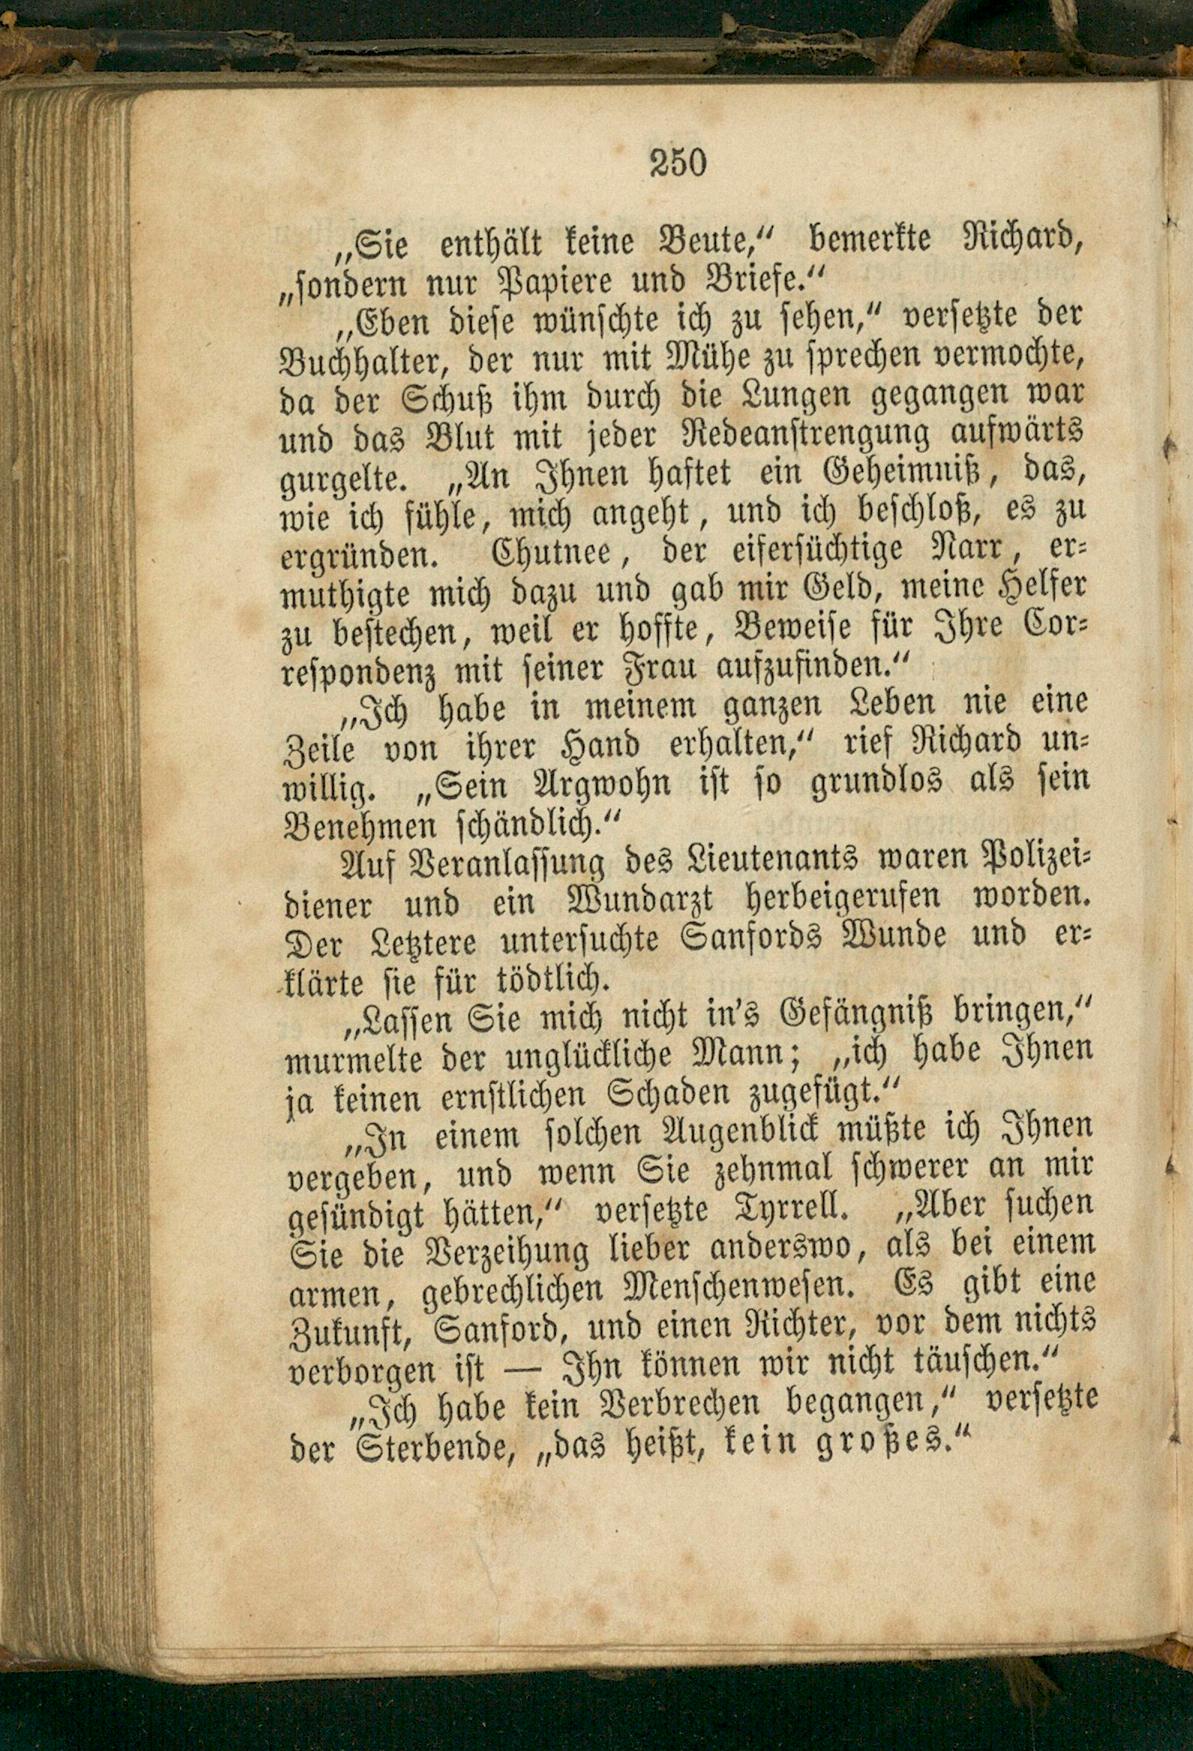 250
„Sie enthält keine Beute,“ bemerkte Richard,
„sondern nur Papiere und Briefe.“
„Eben diese wünschte ich zu sehen,“ versetzte der
Buchhalter, der nur mit Mühe zu sprechen vermochte,
da der Schuß ihm durch die Lungen gegangen war
und das Blut mit jeder Redeanstrengung aufwärts
gurgelte. „An Ihnen haftet ein Geheimniß, das,
wie ich fühle, mich angeht, und ich beschloß, es zu
ergründen. Chutnee, der eifersüchtige Narr, er-
muthigte mich dazu und gab mir Geld, meine Helfer
zu bestechen, weil er hoffte, Beweise für Ihre Cor-
respondenz mit seiner Frau aufzufinden.“
„Ich habe in meinem ganzen Leben nie eine
Zeile von ihrer Hand erhalten,“ rief Richard un-
willig. „Sein Argwohn ist so grundlos als sein
Benehmen schändlich.“
Auf Veranlassung des Lieutenants waren Polizei-
diener und ein Wundarzt herbeigerufen worden.
Der Letztere untersuchte Sanfords Wunde und er-
klärte sie für tödtlich.
„Lassen Sie mich nicht in's Gefängniß bringen,“
murmelte der unglückliche Mann; „ich habe Ihnen
ja keinen ernstlichen Schaden zugefügt.“
„In einem solchen Augenblick müßte ich Ihnen
vergeben, und wenn Sie zehnmal schwerer an mir
gesündigt hätten,“ versetzte Tyrrell. „Aber suchen
Sie die Verzeihung lieber anderswo, als bei einem
armen, gebrechlichen Menschenwesen. Es gibt eine
Zukunft, Sanford, und einen Richter, vor dem nichts
verborgen ist — Ihn können wir nicht täuschen.“
„Ich habe kein Verbrechen begangen,“ versetzte
der Sterbende, „das heißt, kein großes.“